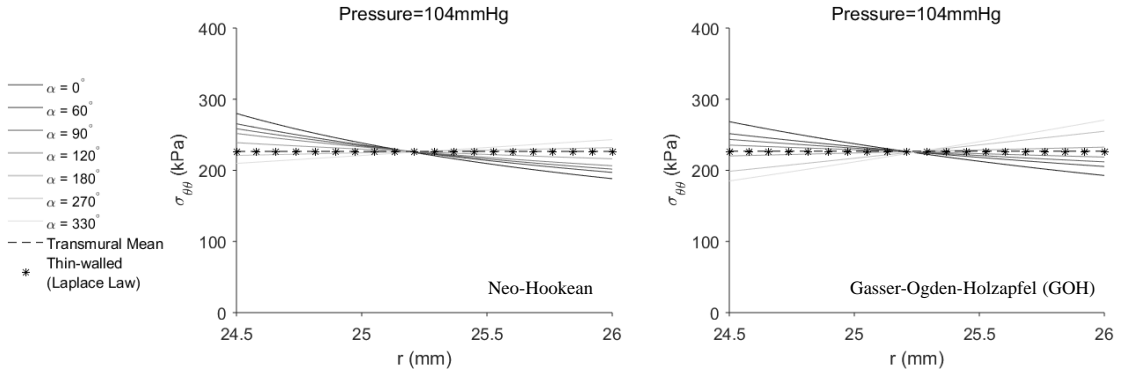 α = 0°
α = 60°
α = 90°
α = 120°
α = 180°
α = 270°
α = 330°
Transmural Mean
Thin-walled
(Laplace Law)
Pressure=104mmHg
400
300
200
100
0
σθθ (kPa)
24.5
25
25.5
26
r (mm)
Neo-Hookean
Pressure=104mmHg
400
300
200
100
0
σθθ (kPa)
24.5
25
25.5
26
r (mm)
Gasser-Ogden-Holzapfel (GOH)